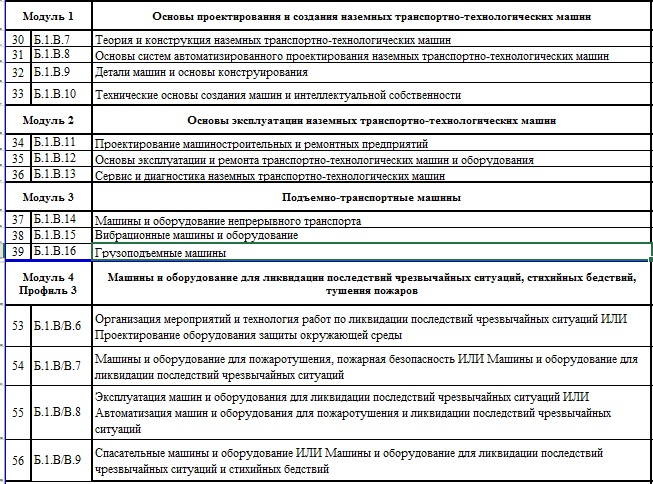 Модуль 1 Основы проектирования и создания наземных транспортно-технологических машин
30 Б.1.В.7 Теория и конструкция наземных транспортно-технологических машин
31 Б.1.В.8 Основы систем автоматизированного проектирования наземных транспортно-технологических машин
32 Б.1.В.9 Детали машин и основы конструирования
33 Б.1.В.10 Технические основы создания машин и интеллектуальной собственности
Модуль 2 Основы эксплуатации наземных транспортно-технологических машин
34 Б.1.В.11 Проектирование машиностроительных и ремонтных предприятий
35 Б.1.В.12 Основы эксплуатации и ремонта транспортно-технологических машин и оборудования
36 Б.1.В.13 Сервис и диагностика наземных транспортно-технологических машин
Модуль 3 Подъемно-транспортные машины
37 Б.1.В.14 Машины и оборудование непрерывного транспорта
38 Б.1.В.15 Вибрационные машины и оборудование
39 Б.1.В.16 Грузоподъемные машины
Модуль 4 Машины и оборудование для ликвидации последствий чрезвычайных ситуаций, стихийных бедствий,
Профиль 3 тушения пожаров
53 Б.1.В/В.6 Организация мероприятий и технология работ по ликвидации последствий чрезвычайных ситуаций ИЛИ
Проектирование оборудования защиты окружающей среды
54 Б.1.В/В.7 Машины и оборудование для пожаротушения, пожарная безопасность ИЛИ Машины и оборудование для
ликвидации последствий чрезвычайных ситуаций
55 Б.1.В/В.8 Эксплуатация машин и оборудования для ликвидации последствий чрезвычайных ситуаций ИЛИ
Автоматизация машин и оборудования для пожаротушения и ликвидации последствий чрезвычайных
ситуаций
56 Б.1.В/В.9 Спасательные машины и оборудование ИЛИ Машины и оборудование для ликвидации последствий
чрезвычайных ситуаций и стихийных бедствий